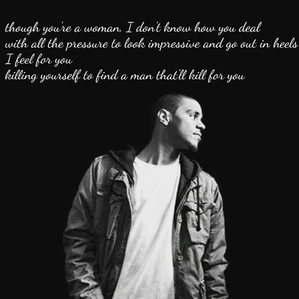 though you're a woman, I don't know how you deal
with all the pressure to look impressive and go out in heels
I feel for you
killing yourself to find a man that'll kill for you